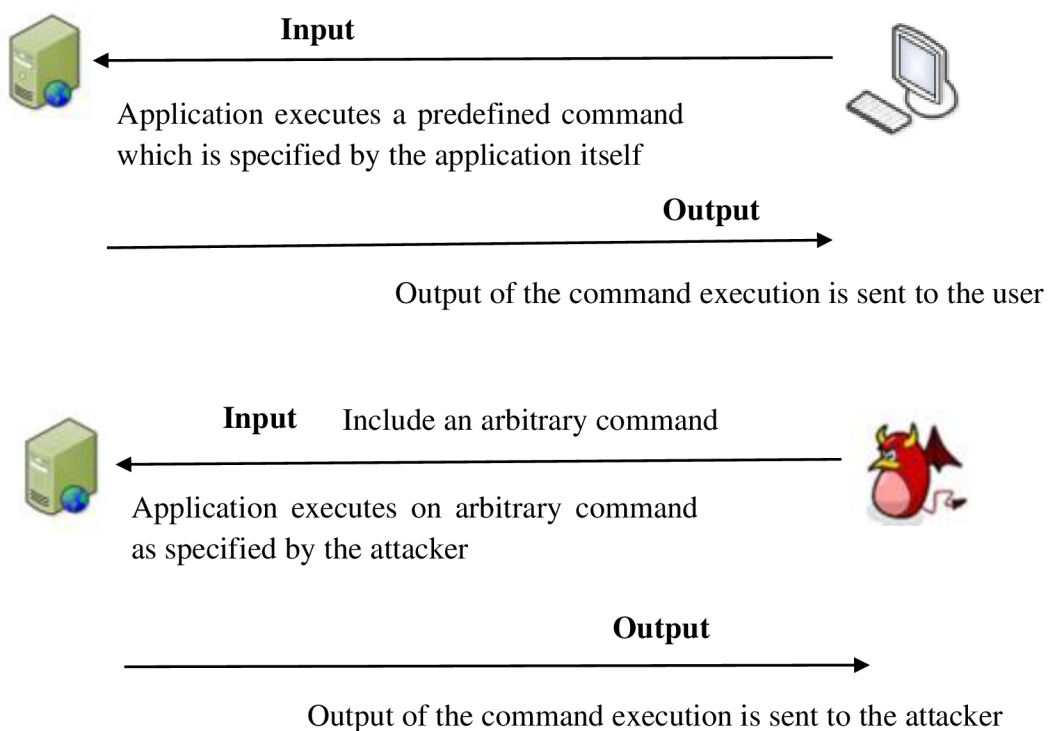 Input
Application executes a predefined command
which is specified by the application itself
Output
Output of the command execution is sent to the user
Input Include an arbitrary command
Application executes on arbitrary command
as specified by the attacker
Output
Output of the command execution is sent to the attacker